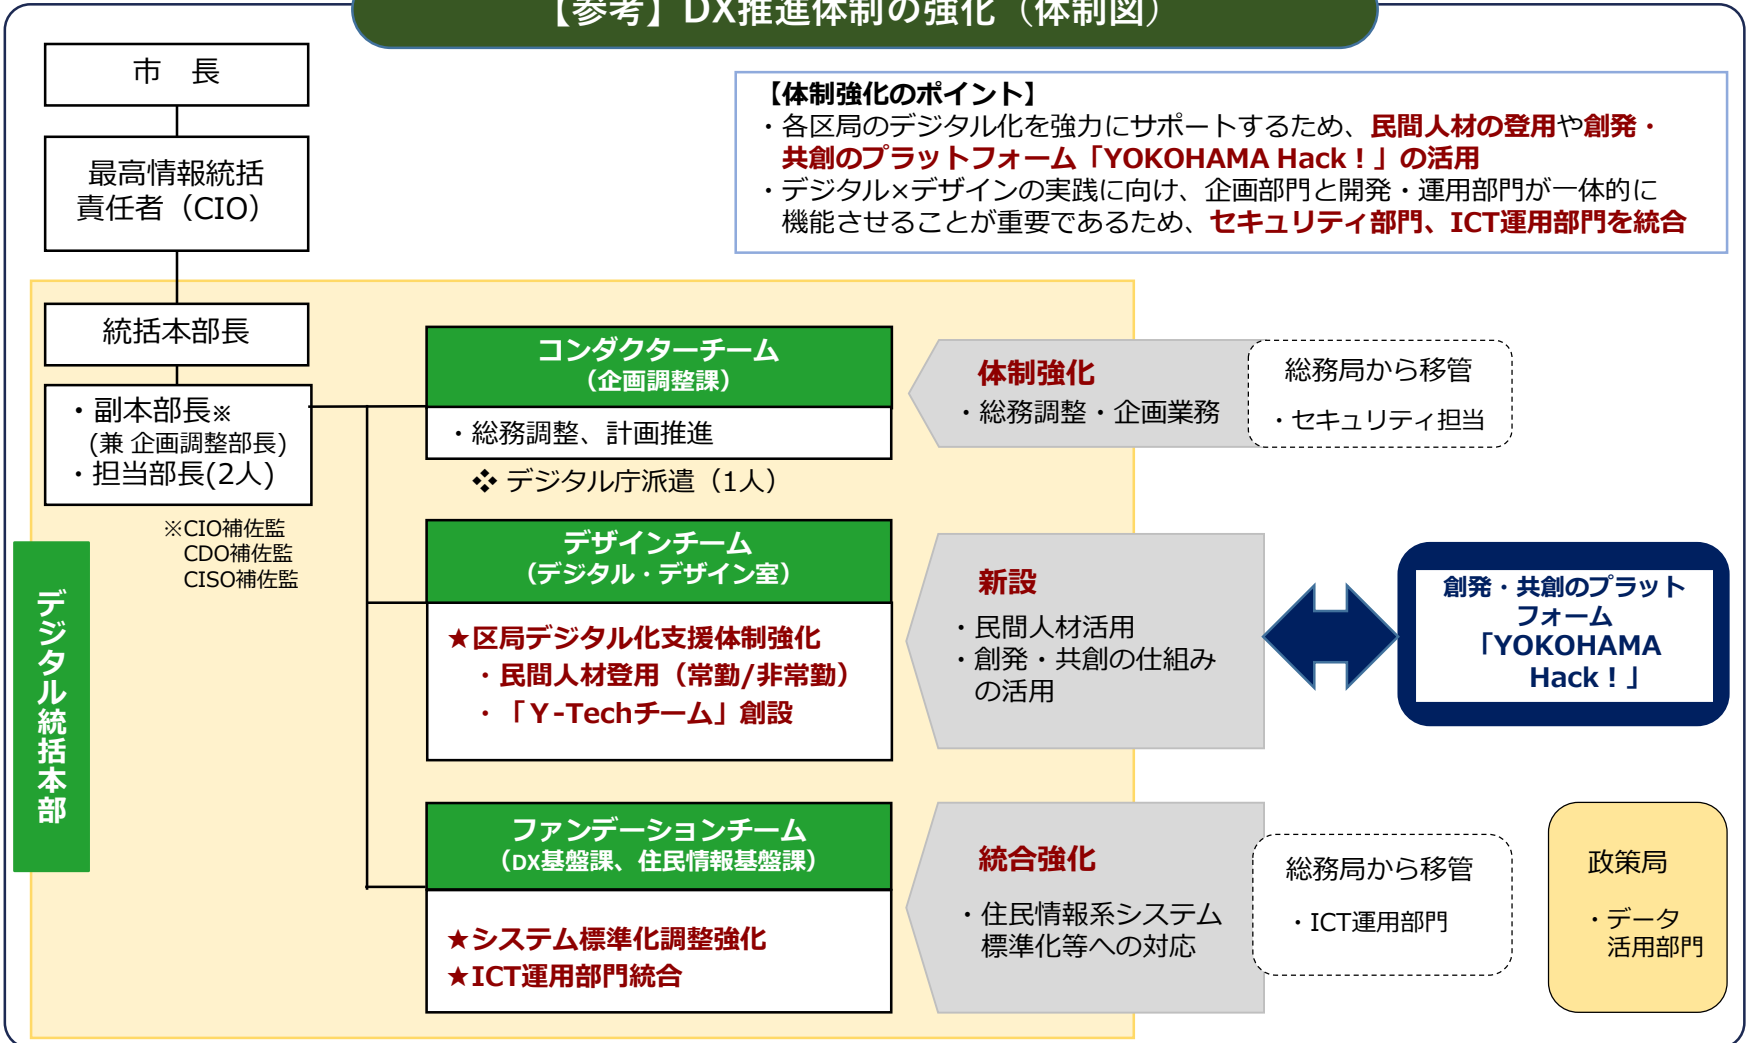 【参考】DX推進体制の強化（体制図）
市　長
最高情報統括
責任者（CIO）
【体制強化のポイント】
・各区局のデジタル化を強力にサポートするため、民間人材の登用や創発・
共創のプラットフォーム「YOKOHAMA Hack！」の活用
・デジタル×デザインの実践に向け、企画部門と開発・運用部門が一体的に
機能させることが重要であるため、セキュリティ部門、ICT運用部門を統合
統括本部長
・副本部長※
(兼 企画調整部長)
・担当部長(2人)
※CIO補佐監
CDO補佐監
CISO補佐監
デジタル統括本部
コンダクターチーム
（企画調整課）
・総務調整、計画推進
❖ デジタル庁派遣（1人）
体制強化
・総務調整・企画業務
総務局から移管
・セキュリティ担当
デザインチーム
（デジタル・デザイン室）
★区局デジタル化支援体制強化
・民間人材登用（常勤/非常勤）
・「Ｙ-Techチーム」創設
新設
・民間人材活用
・創発・共創の仕組み
の活用
創発・共創のプラット
フォーム
「YOKOHAMA
Hack！」
ファンデーションチーム
（DX基盤課、住民情報基盤課）
★システム標準化調整強化
★ICT運用部門統合
統合強化
・住民情報系システム
標準化等への対応
総務局から移管
・ICT運用部門
政策局
・データ
活用部門